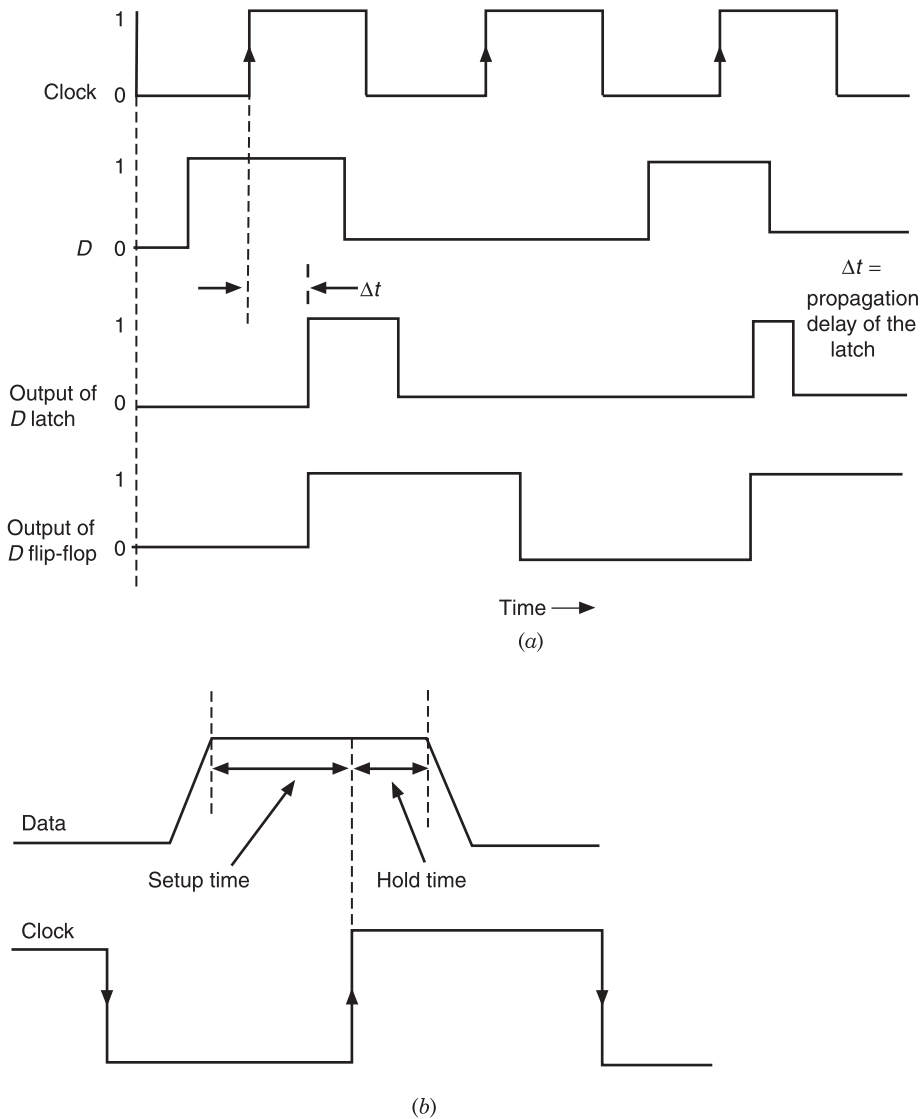 1
Clock 0
1
D 0
Δt
Δt =
propagation
delay of the
latch
1
Output of
D latch
0
1
Output of
D flip-flop
0
Time
(a)
Data
Setup time
Hold time
Clock
(b)